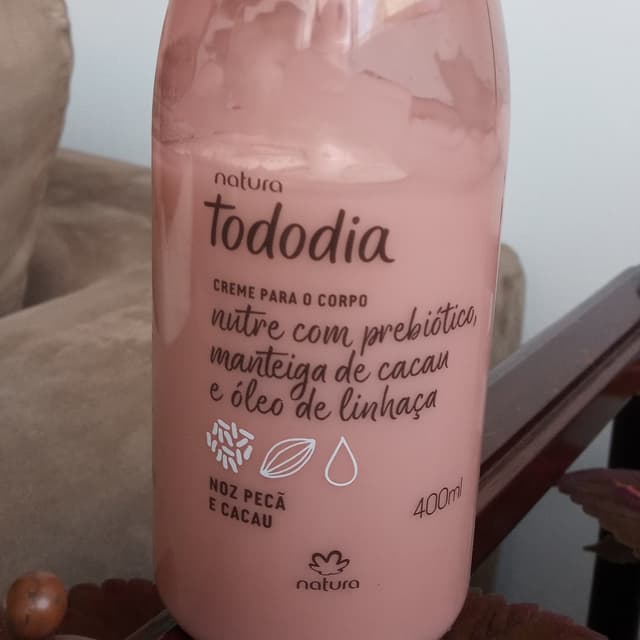 natura
Tododia
CREME PARA O CORPO
nutre com prebiótico,
manteiga de cacau
e óleo de linhaça
NOZ PECÃ
E CACAU
400ml
natura